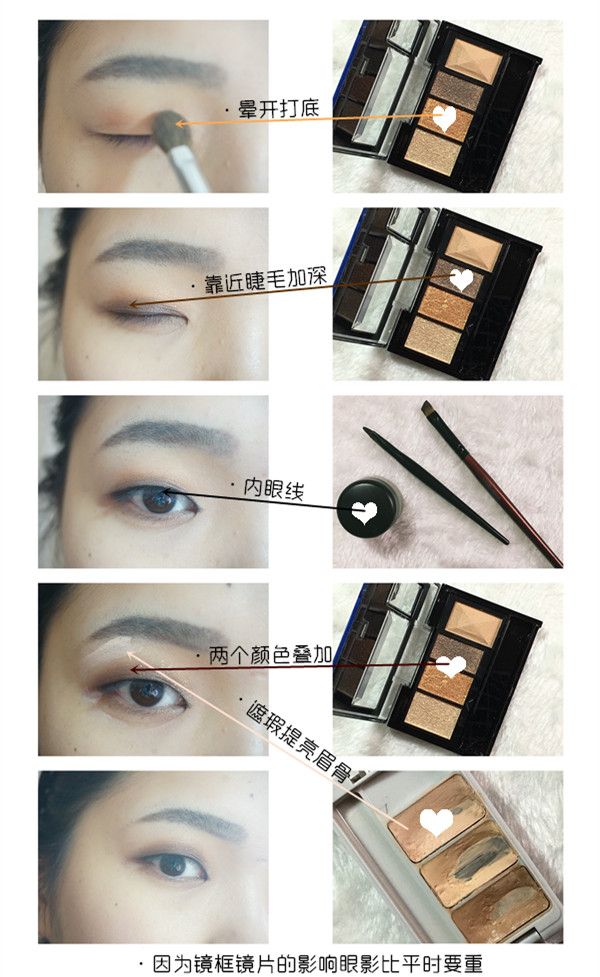 · 晕开打底
· 靠近睫毛加深
· 内眼线
· 两个颜色叠加
· 遮瑕提亮眉骨
· 因为镜框镜片的影响眼影比平时要重